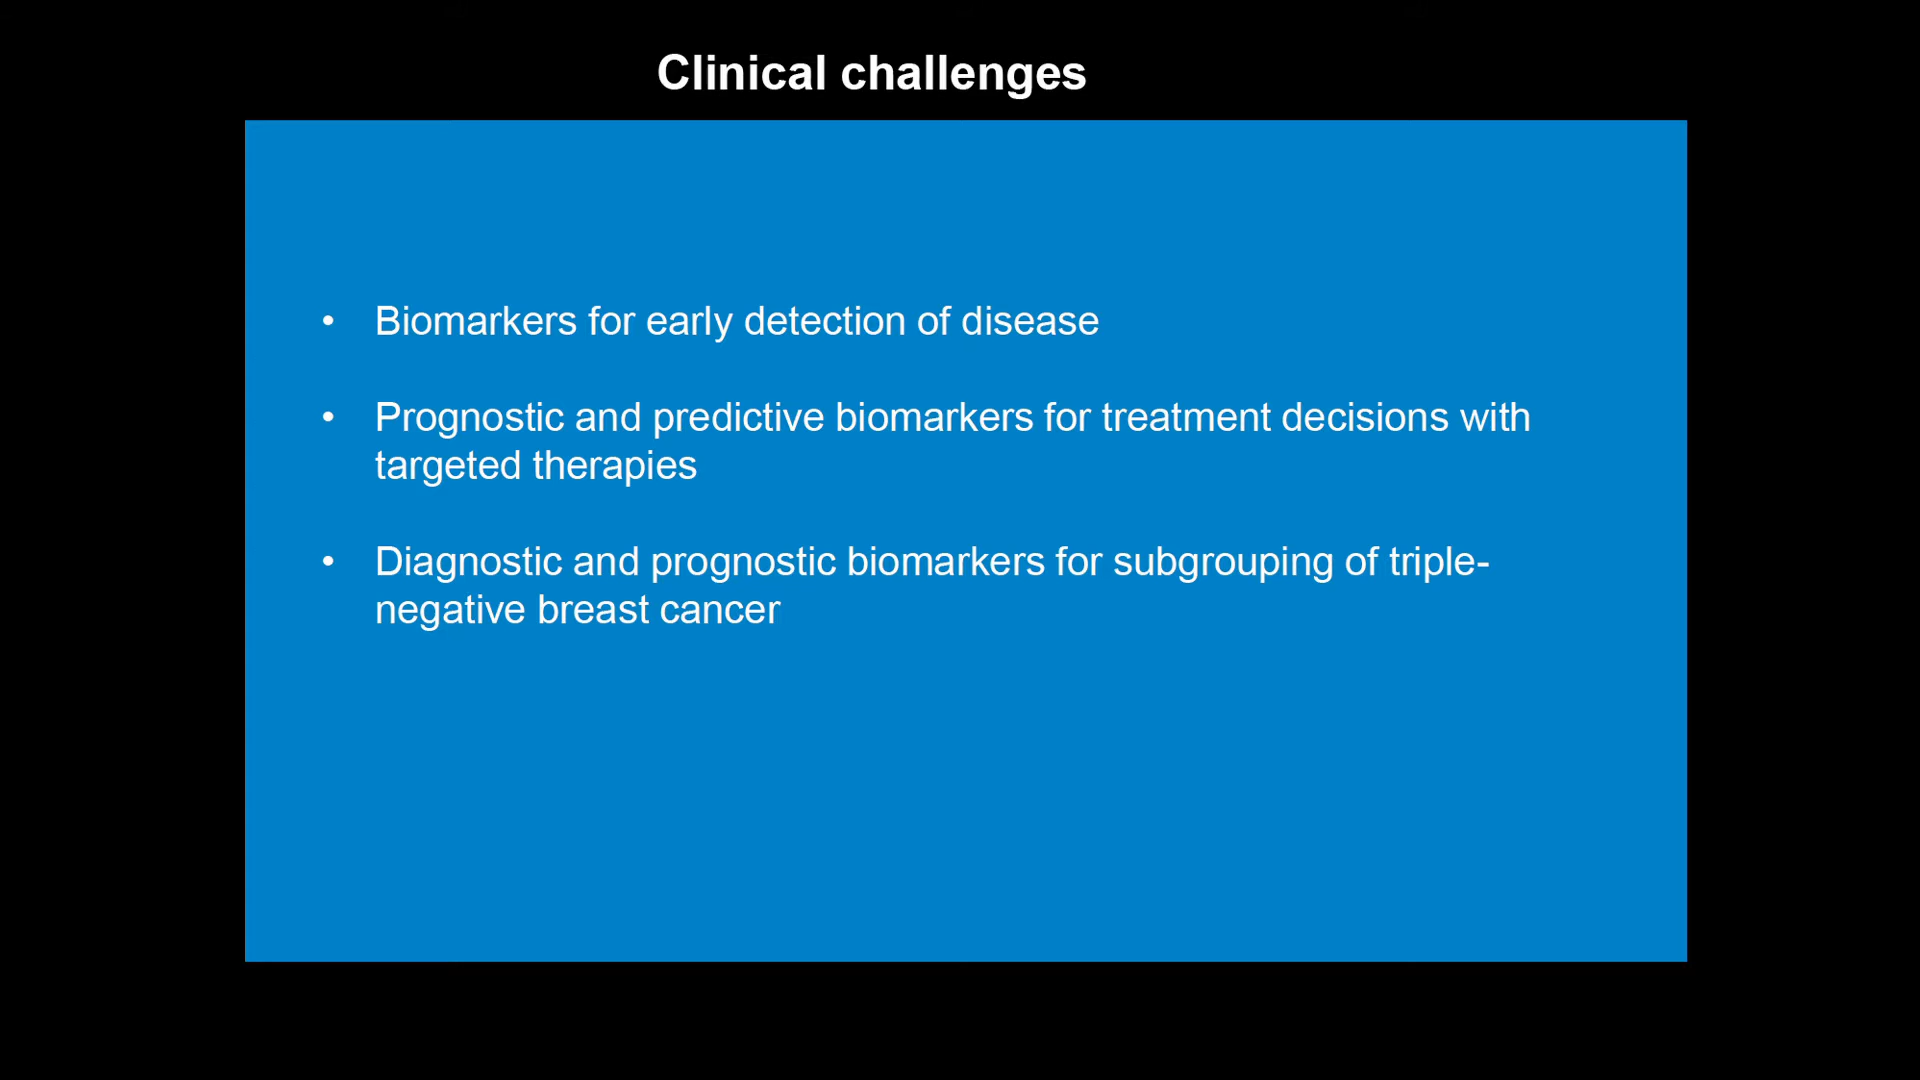 Clinical challenges
• Biomarkers for early detection of disease
• Prognostic and predictive biomarkers for treatment decisions with
targeted therapies
• Diagnostic and prognostic biomarkers for subgrouping of triple-
negative breast cancer